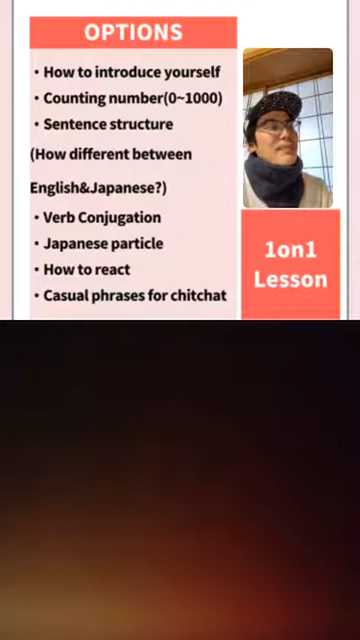 OPTIONS
・How to introduce yourself
・Counting number(0~1000)
・Sentence structure
(How different between
English&Japanese?)
・Verb Conjugation
・Japanese particle
・How to react
・Casual phrases for chitchat
1on1
Lesson